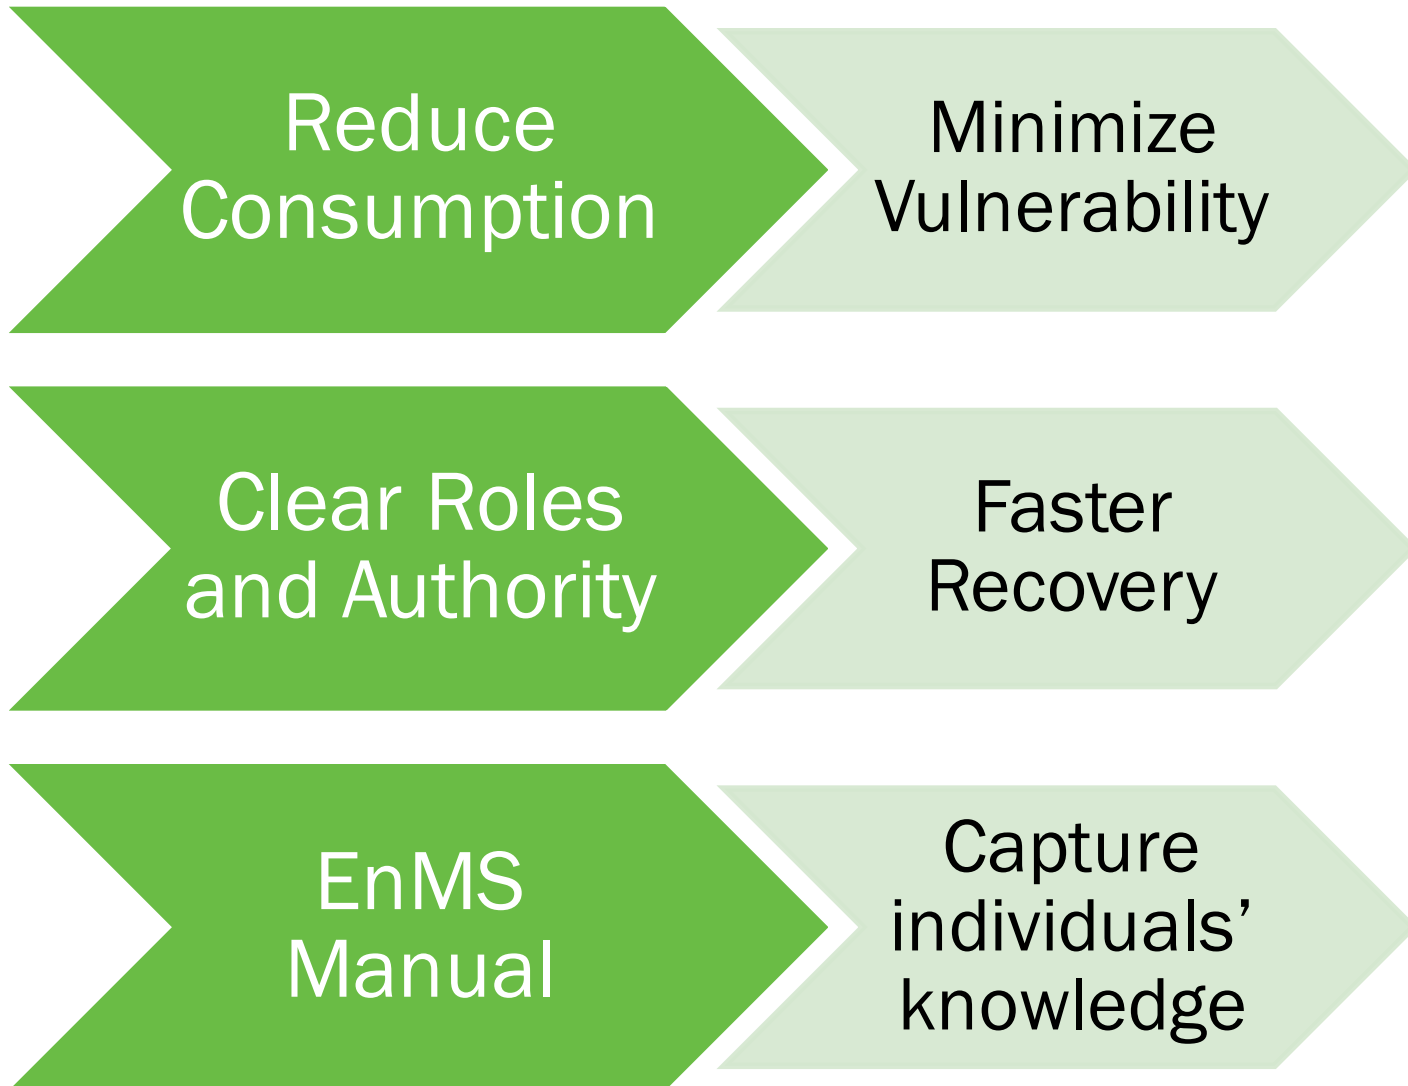 Reduce
Consumption
Minimize
Vulnerability
Clear Roles
and Authority
Faster
Recovery
EnMS
Manual
Capture
individuals’
knowledge